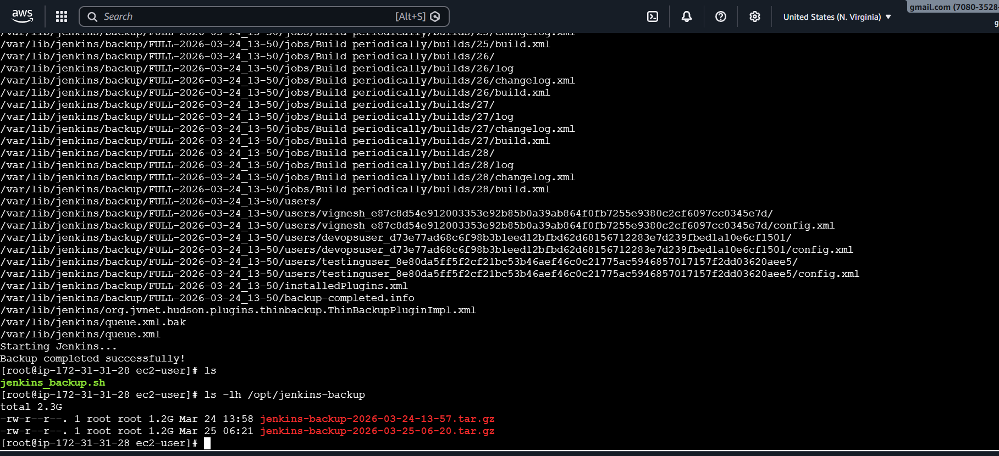 aws
Search
[Alt+S]
United States (N. Virginia) ▼
gmail.com (7080-3528-
g
/var/lib/jenkins/backup/FULL-2026-03-24_13-50/jobs/Build periodically/builds/25/changelog.xml
/var/lib/jenkins/backup/FULL-2026-03-24_13-50/jobs/Build periodically/builds/25/build.xml
/var/lib/jenkins/backup/FULL-2026-03-24_13-50/jobs/Build periodically/builds/26/
/var/lib/jenkins/backup/FULL-2026-03-24_13-50/jobs/Build periodically/builds/26/log
/var/lib/jenkins/backup/FULL-2026-03-24_13-50/jobs/Build periodically/builds/26/changelog.xml
/var/lib/jenkins/backup/FULL-2026-03-24_13-50/jobs/Build periodically/builds/26/build.xml
/var/lib/jenkins/backup/FULL-2026-03-24_13-50/jobs/Build periodically/builds/27/
/var/lib/jenkins/backup/FULL-2026-03-24_13-50/jobs/Build periodically/builds/27/log
/var/lib/jenkins/backup/FULL-2026-03-24_13-50/jobs/Build periodically/builds/27/changelog.xml
/var/lib/jenkins/backup/FULL-2026-03-24_13-50/jobs/Build periodically/builds/27/build.xml
/var/lib/jenkins/backup/FULL-2026-03-24_13-50/jobs/Build periodically/builds/28/
/var/lib/jenkins/backup/FULL-2026-03-24_13-50/jobs/Build periodically/builds/28/log
/var/lib/jenkins/backup/FULL-2026-03-24_13-50/jobs/Build periodically/builds/28/changelog.xml
/var/lib/jenkins/backup/FULL-2026-03-24_13-50/jobs/Build periodically/builds/28/build.xml
/var/lib/jenkins/backup/FULL-2026-03-24_13-50/users/
/var/lib/jenkins/backup/FULL-2026-03-24_13-50/users/vignesh_e87c8d54e912003353e92b85b0a39ab864f0fb7255e9380c2cf6097cc0345e7d/
/var/lib/jenkins/backup/FULL-2026-03-24_13-50/users/vignesh_e87c8d54e912003353e92b85b0a39ab864f0fb7255e9380c2cf6097cc0345e7d/config.xml
/var/lib/jenkins/backup/FULL-2026-03-24_13-50/users/devopsuser_d73e77ad68c6f98b3b1eed12bfbd62d68156712283e7d239fbed1a10e6cf1501/
/var/lib/jenkins/backup/FULL-2026-03-24_13-50/users/devopsuser_d73e77ad68c6f98b3b1eed12bfbd62d68156712283e7d239fbed1a10e6cf1501/config.xml
/var/lib/jenkins/backup/FULL-2026-03-24_13-50/users/testinguser_8e80da5ff5f2cf21bc53b46aef46c0c21775ac5946857017157f2dd03620aee5/
/var/lib/jenkins/backup/FULL-2026-03-24_13-50/users/testinguser_8e80da5ff5f2cf21bc53b46aef46c0c21775ac5946857017157f2dd03620aee5/config.xml
/var/lib/jenkins/backup/FULL-2026-03-24_13-50/installedPlugins.xml
/var/lib/jenkins/backup/FULL-2026-03-24_13-50/backup-completed.info
/var/lib/jenkins/org.jvnet.hudson.plugins.thinbackup.ThinBackupPluginImpl.xml
/var/lib/jenkins/queue.xml.bak
/var/lib/jenkins/queue.xml
Starting Jenkins...
Backup completed successfully!
[root@ip-172-31-31-28 ec2-user]# ls
jenkins_backup.sh
[root@ip-172-31-31-28 ec2-user]# ls -lh /opt/jenkins-backup
total 2.3G
-rw-r--r--. 1 root root 1.2G Mar 24 13:58 jenkins-backup-2026-03-24-13-57.tar.gz
-rw-r--r--. 1 root root 1.2G Mar 25 06:21 jenkins-backup-2026-03-25-06-20.tar.gz
[root@ip-172-31-31-28 ec2-user]#